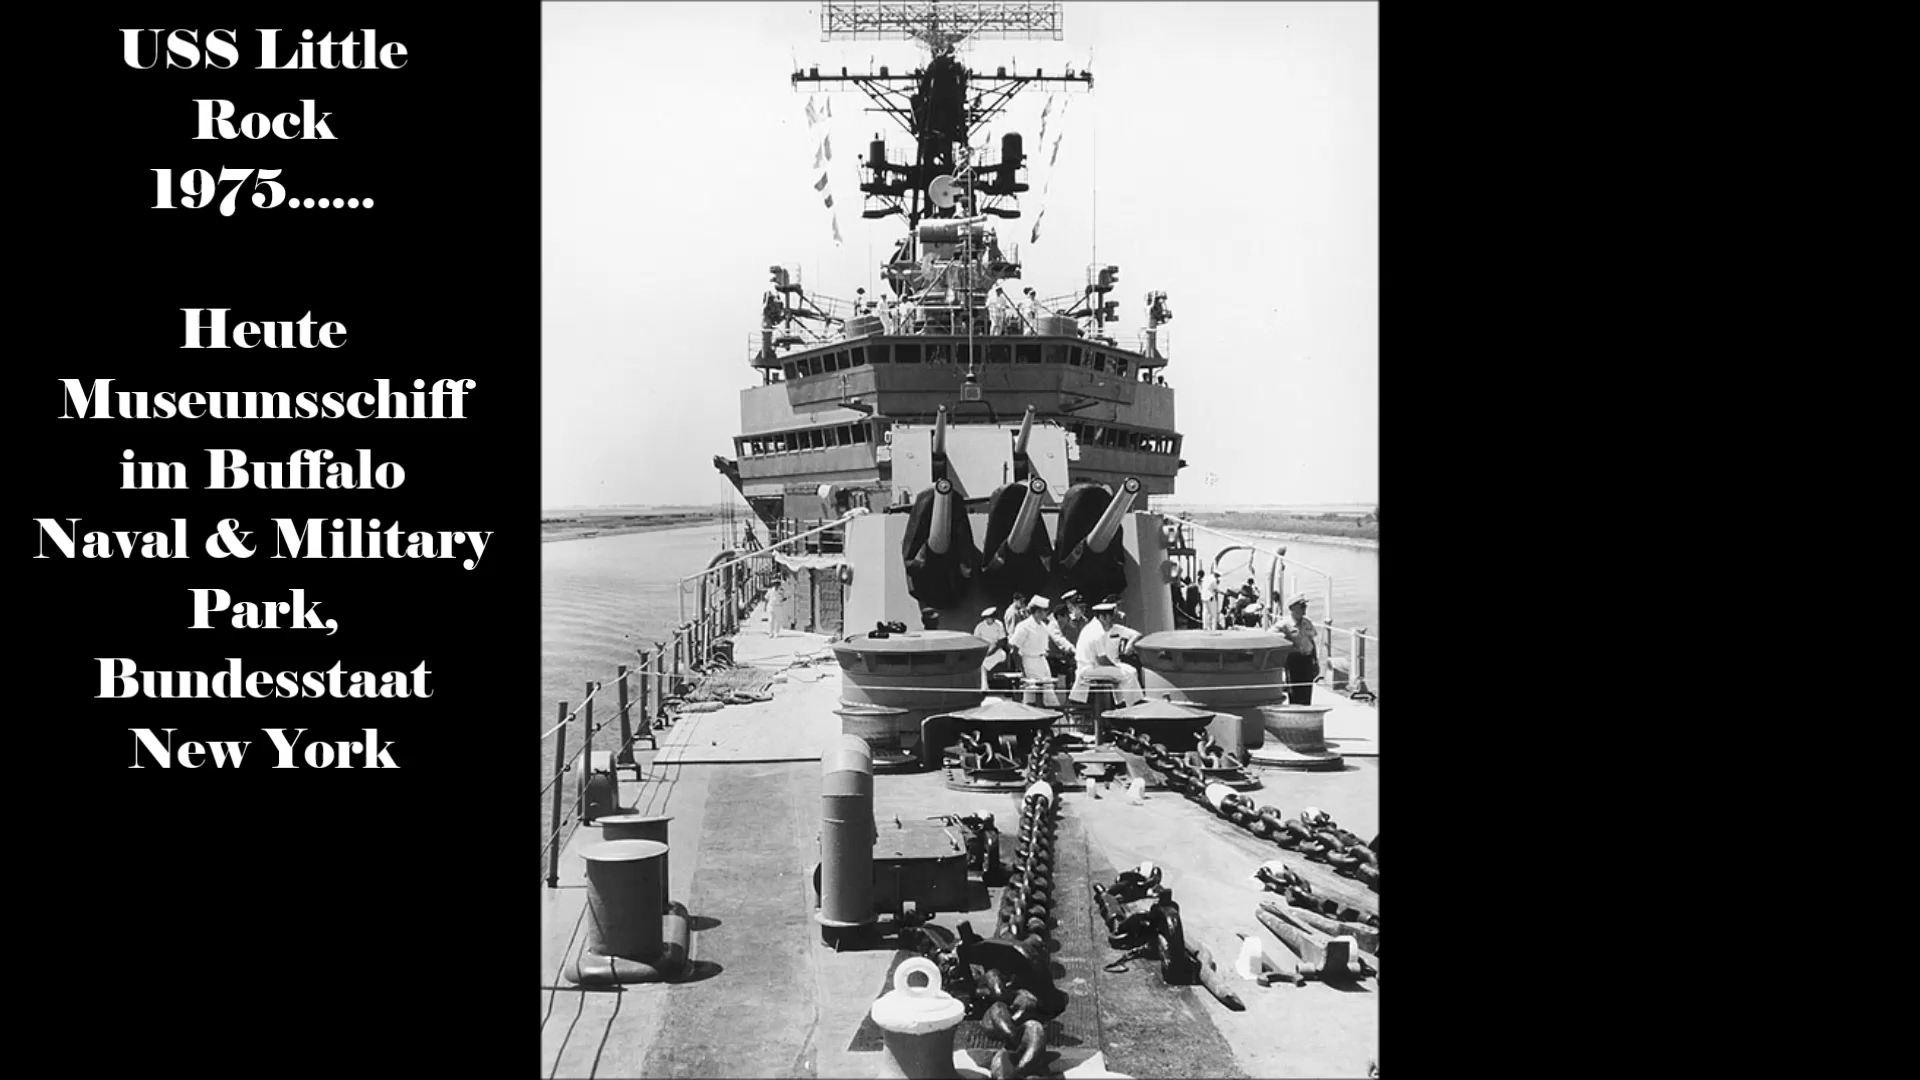 USS Little
Rock
1975......
Heute
Museumsschiff
im Buffalo
Naval & Military
Park,
Bundesstaat
New York